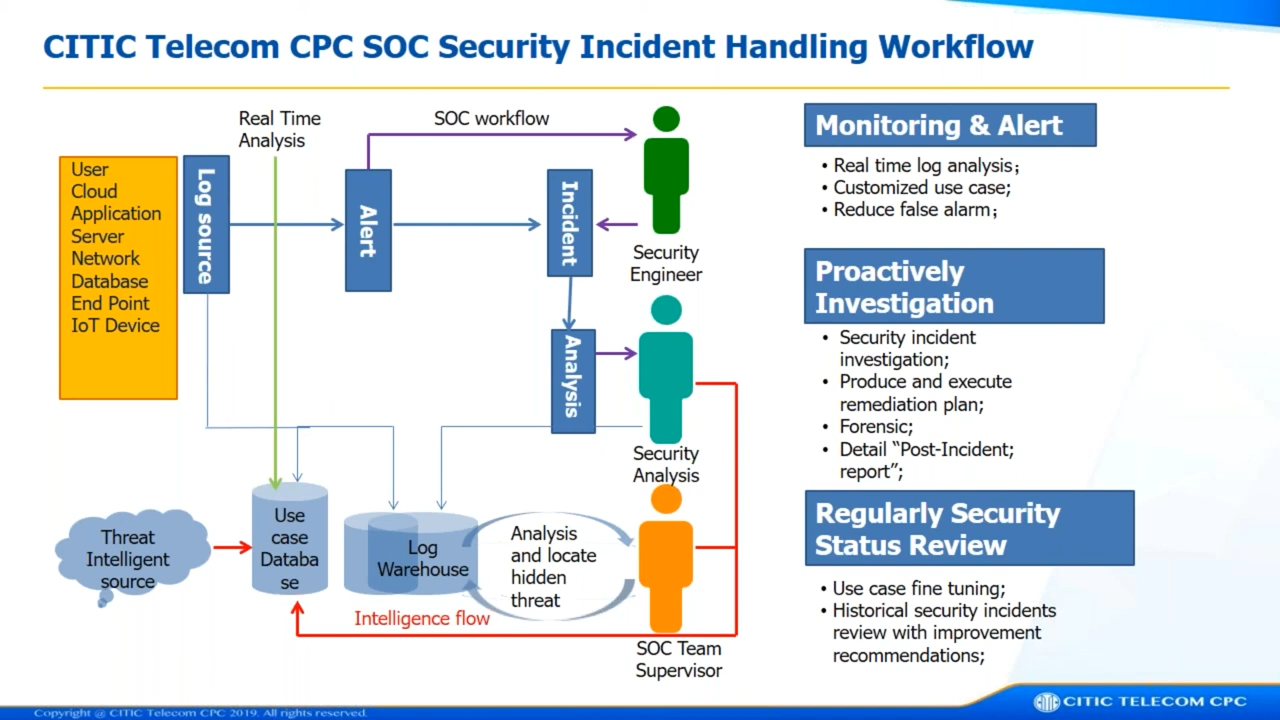 CITIC Telecom CPC SOC Security Incident Handling Workflow
Real Time
Analysis
SOC workflow
User
Cloud
Application
Server
Network
Database
End Point
IoT Device
Log source
Alert
Incident
Security
Engineer
Analysis
Security
Analysis
Threat
Intelligent
source
Use
case
Databa
se
Log
Warehouse
Analysis
and locate
hidden
threat
Intelligence flow
SOC Team
Supervisor
Monitoring & Alert
• Real time log analysis；
• Customized use case;
• Reduce false alarm；
Proactively
Investigation
• Security incident
investigation;
• Produce and execute
remediation plan;
• Forensic;
• Detail “Post-Incident;
report”;
Regularly Security
Status Review
• Use case fine tuning;
• Historical security incidents
review with improvement
recommendations;
Copyright @ CITIC Telecom CPC 2019. All rights reserved.
CITIC TELECOM CPC